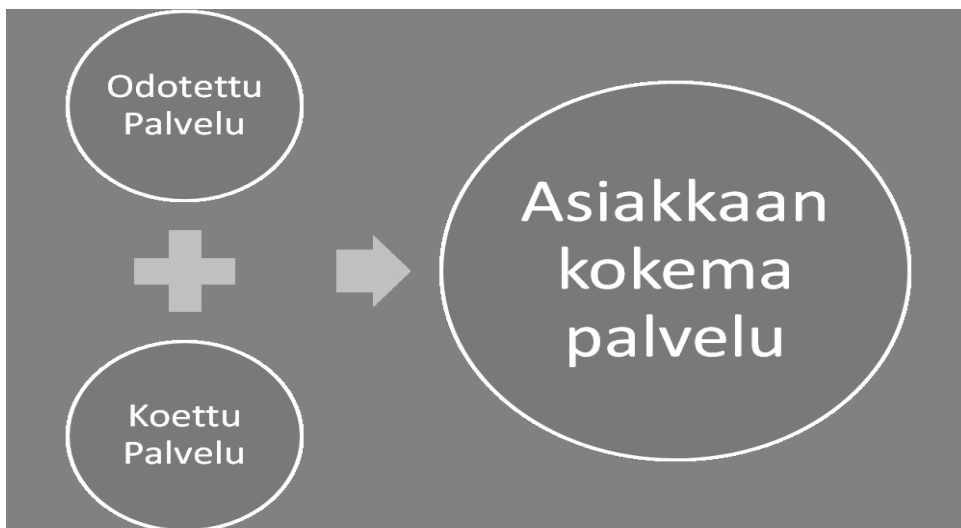 Odotettu
Palvelu
Koettu
Palvelu
Asiakkaan
kokema
palvelu